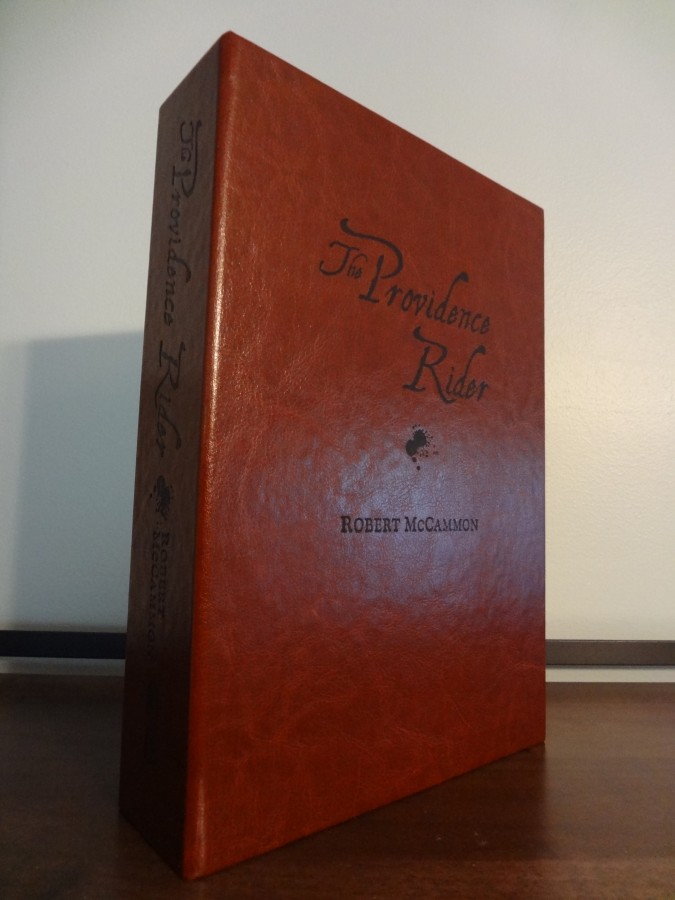 The Providence Rider
Robert
McCammon
The
Providence
Rider
Robert McCammon